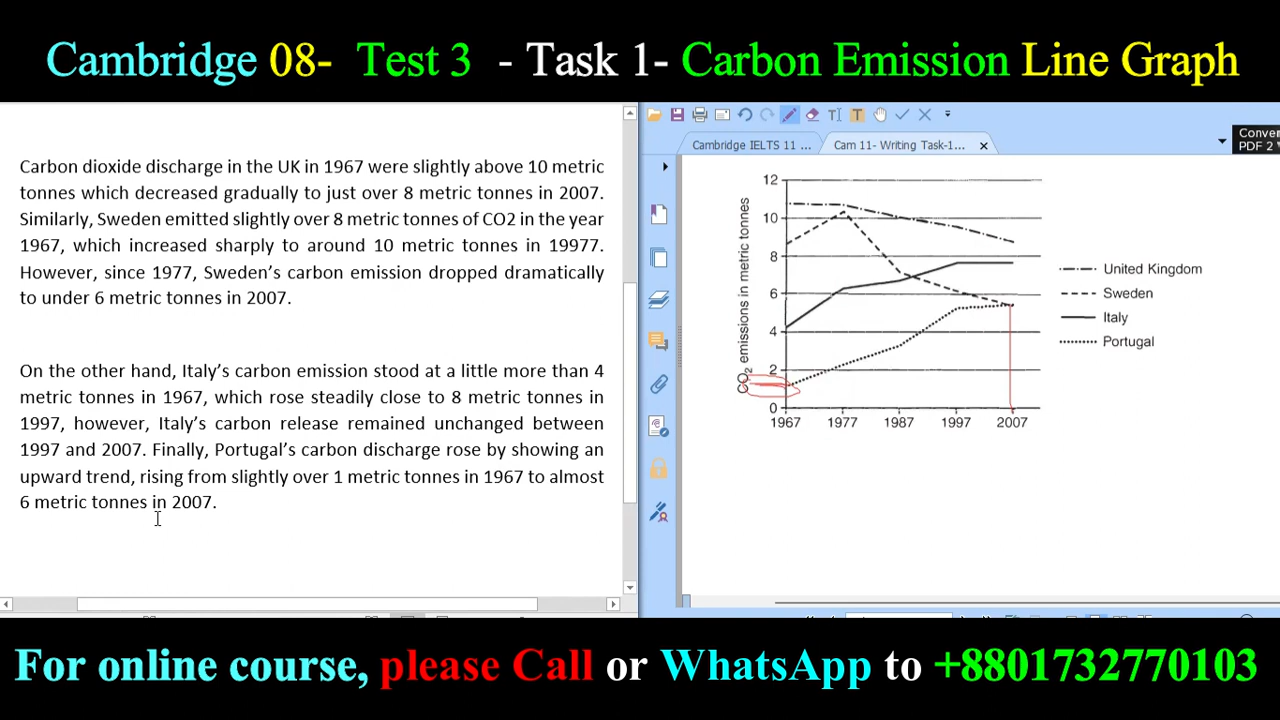 Cambridge 08- Test 3 - Task 1- Carbon Emission Line Graph
Carbon dioxide discharge in the UK in 1967 were slightly above 10 metric
tonnes which decreased gradually to just over 8 metric tonnes in 2007.
Similarly, Sweden emitted slightly over 8 metric tonnes of CO2 in the year
1967, which increased sharply to around 10 metric tonnes in 19977.
However, since 1977, Sweden's carbon emission dropped dramatically
to under 6 metric tonnes in 2007.
On the other hand, Italy's carbon emission stood at a little more than 4
metric tonnes in 1967, which rose steadily close to 8 metric tonnes in
1997, however, Italy's carbon release remained unchanged between
1997 and 2007. Finally, Portugal's carbon discharge rose by showing an
upward trend, rising from slightly over 1 metric tonnes in 1967 to almost
6 metric tonnes in 2007.
Conver
PDF 2
Cambridge IELTS 11 ...
Cam 11- Writing Task-1...
CO2 emissions in metric tonnes
12
10
8
6
4
2
0
1967 1977 1987 1997 2007
United Kingdom
Sweden
Italy
Portugal
For online course, please Call or WhatsApp to +8801732770103